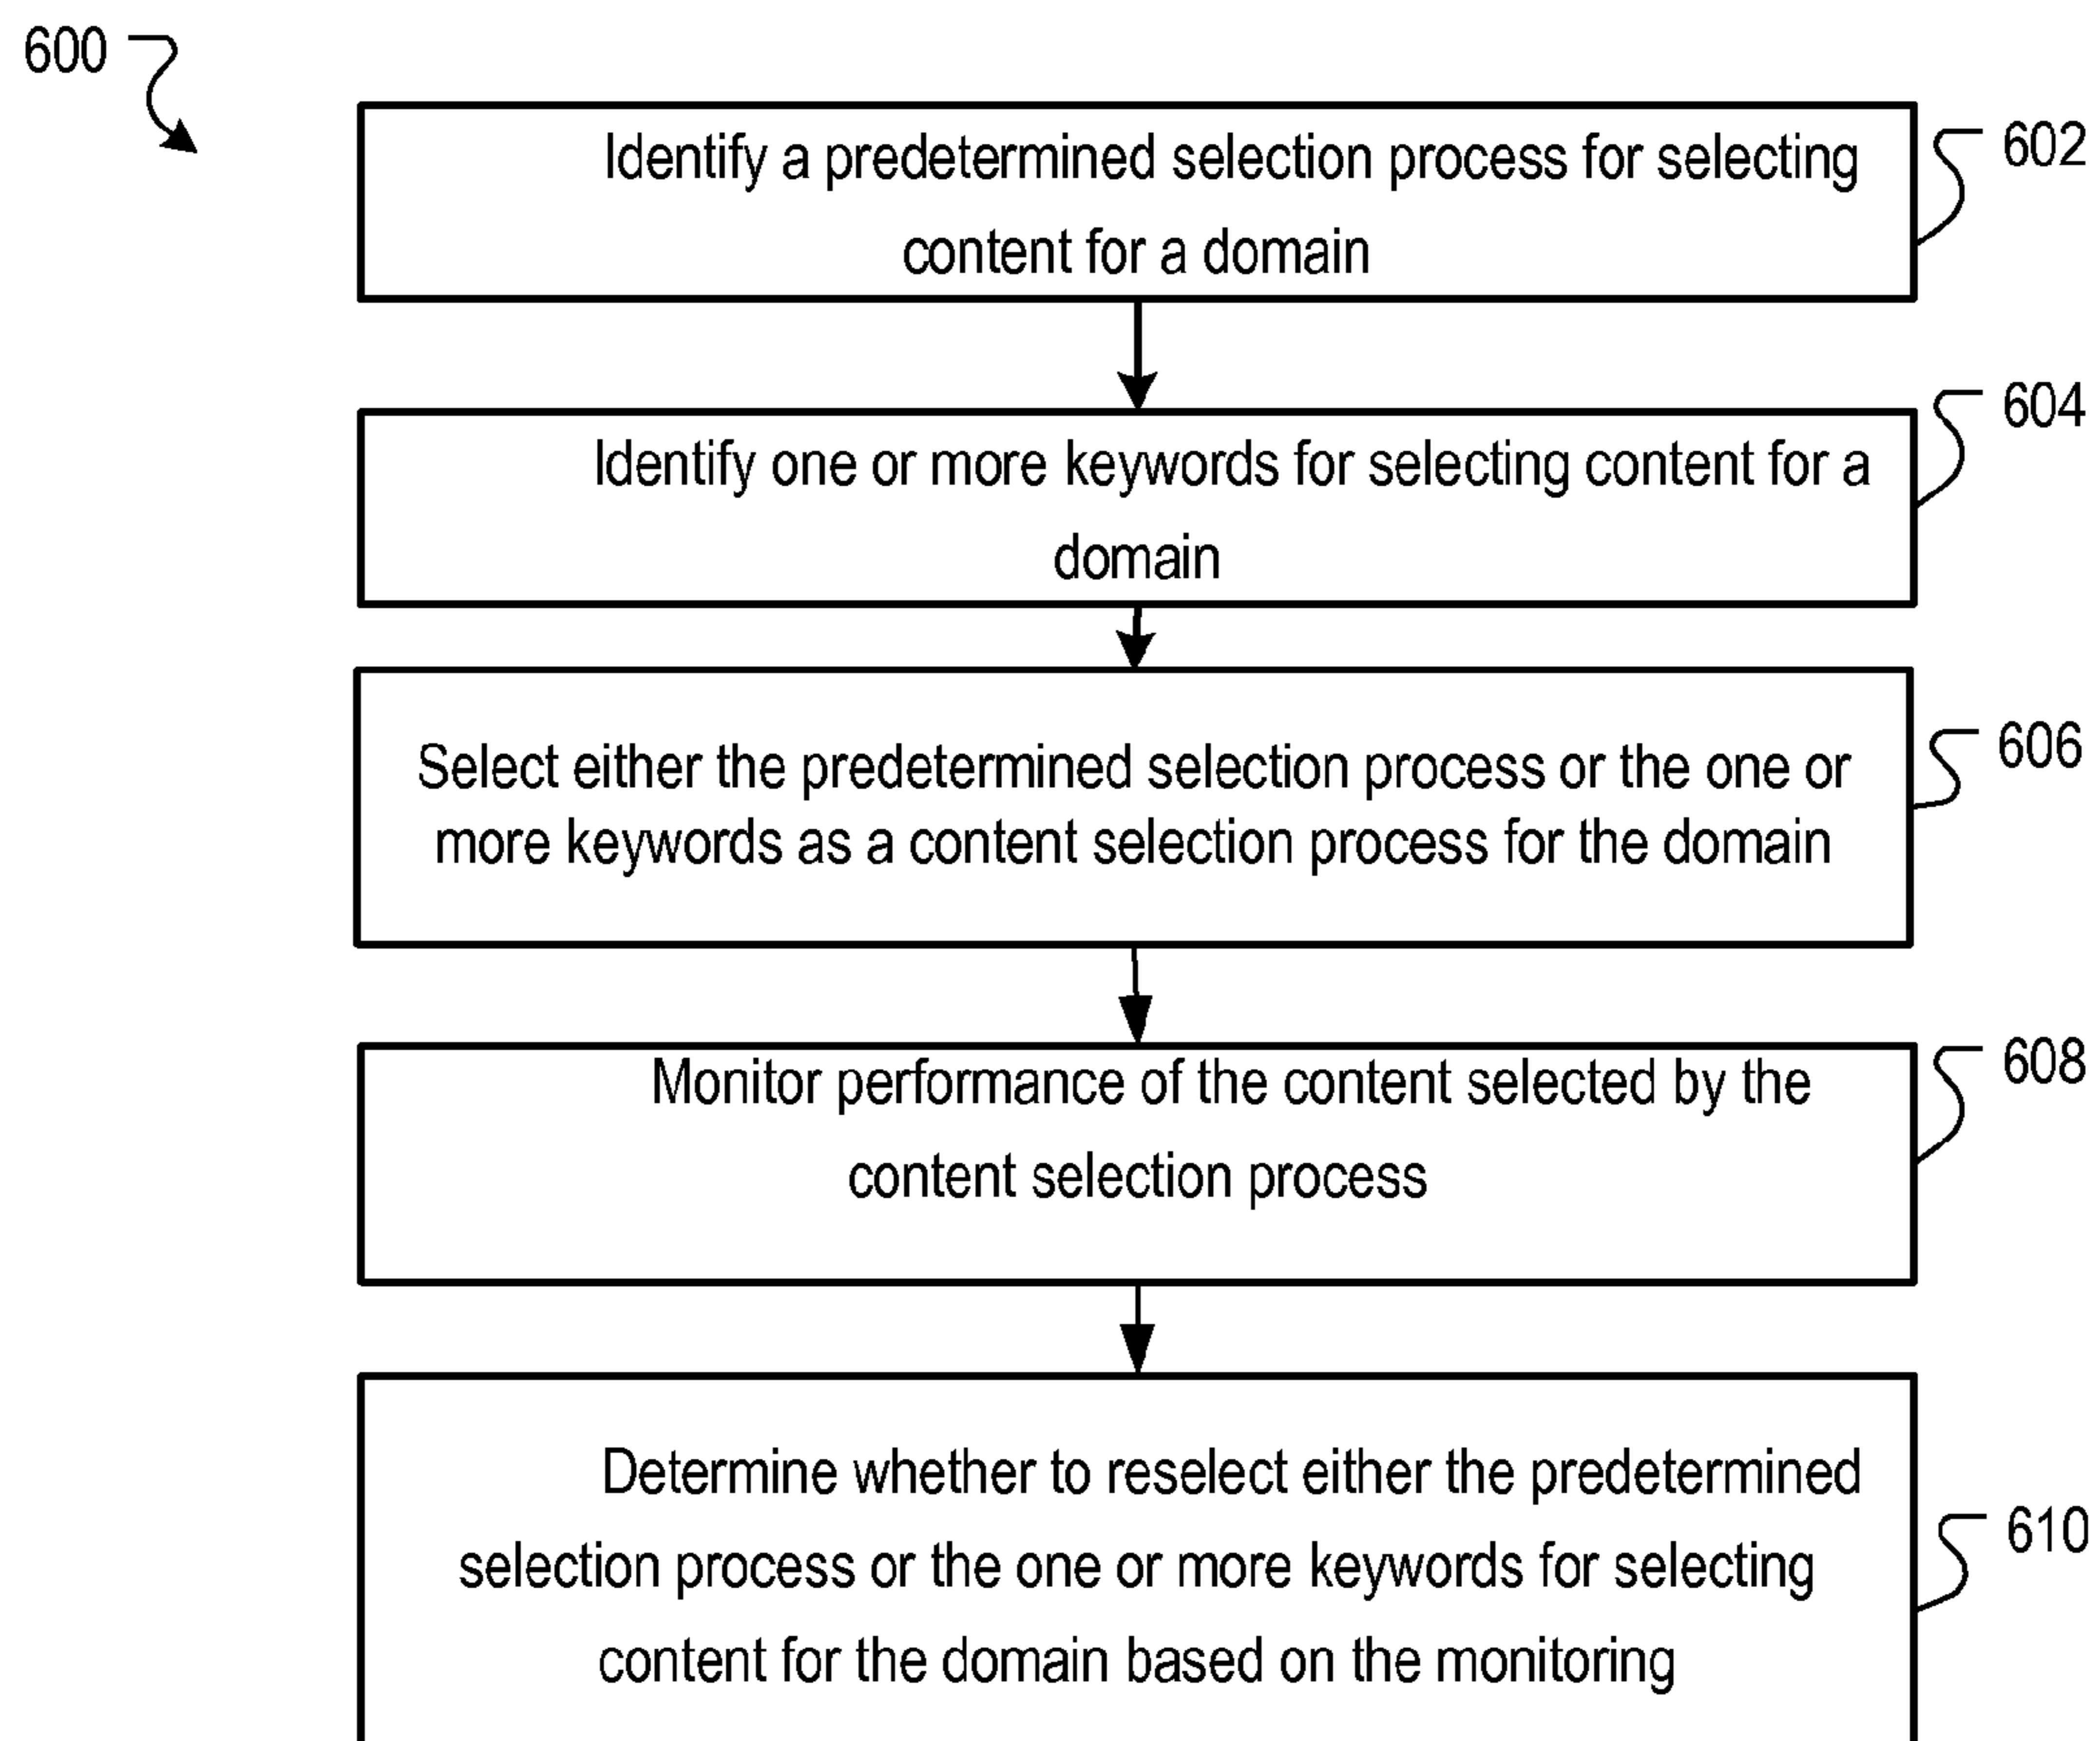 600
Identify a predetermined selection process for selecting
content for a domain
602
Identify one or more keywords for selecting content for a
domain
604
Select either the predetermined selection process or the one or
more keywords as a content selection process for the domain
606
Monitor performance of the content selected by the
content selection process
608
Determine whether to reselect either the predetermined
selection process or the one or more keywords for selecting
content for the domain based on the monitoring
610